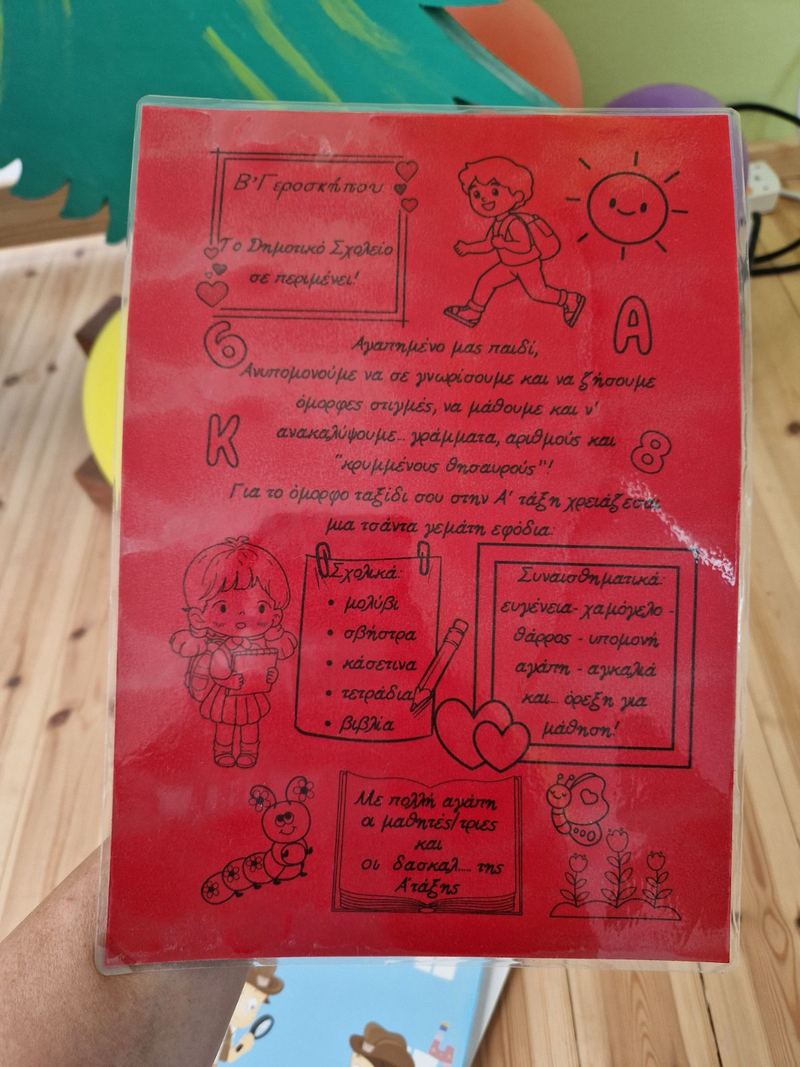 Β' Γεροσκήπου
Το Δημοτικό Σχολείο
σε περιμένει!
6
A
Αγαπημένο μας παιδί,
Ανυπομονούμε να σε γνωρίσουμε και να ζήσουμε
όμορφες στιγμές, να μάθουμε και ν'
ανακαλύψουμε... γράμματα, αριθμούς και
"κρυμμένους θησαυρούς"!
K
8
Για το όμορφο ταξίδι σου στην Α' τάξη χρειάζεσαι
μια τσάντα γεμάτη εφόδια:
Σχολικά:
• μολύβι
• σβήστρα
• κάσετινα
• τετράδια
• βιβλία
Συναισθηματικά:
ευγένεια- χαμόγελο -
θάρρος - υπομονή
αγάπη - αγκαλιά
και... όρεξη για
μάθηση!
Με πολλή αγάπη
οι μαθητές/τριες
και
οι δασκάλ.... της
Α'τάξης